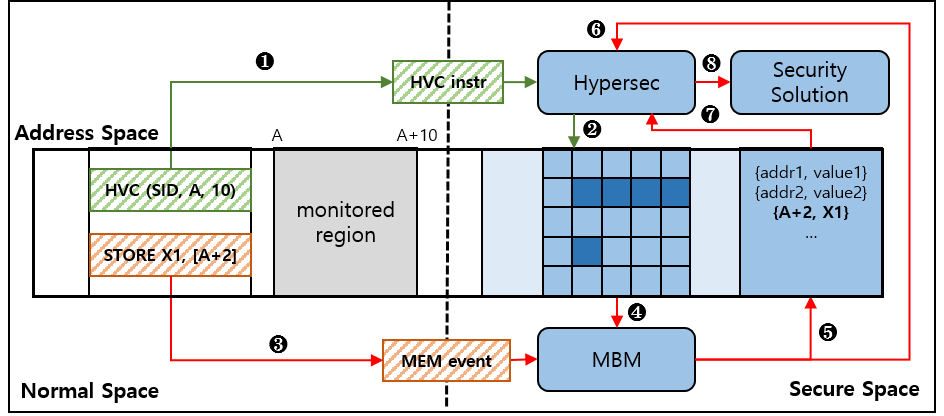 ❻
❶
HVC instr
Hypersec
❽
Security
Solution
❷
❼
Address Space
A
A+10
HVC (SID, A, 10)
STORE X1, [A+2]
monitored
region
{addr1, value1}
{addr2, value2}
{A+2, X1}
...
❹
❸
❺
MEM event
MBM
Normal Space
Secure Space